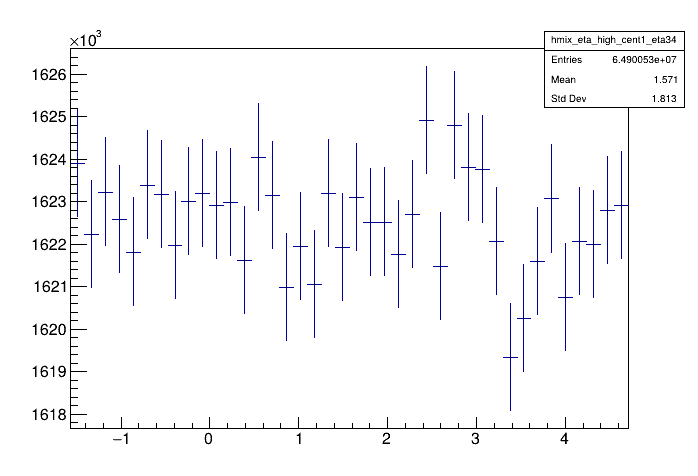 ×10³
hmix_eta_high_cent1_eta34
Entries 6.490053e+07
Mean 1.571
Std Dev 1.813
1626
1625
1624
1623
1622
1621
1620
1619
1618
−1 0 1 2 3 4